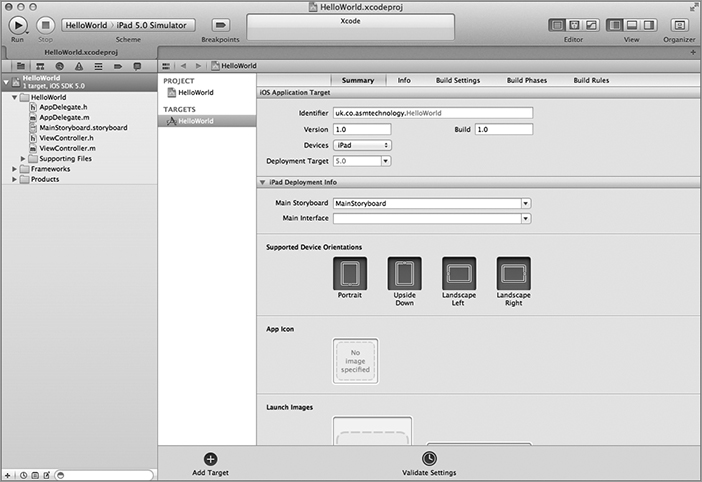 HelloWorld.xcodeproj
Run
Stop
HelloWorld
iPad 5.0 Simulator
Scheme
Breakpoints
Xcode
Editor
View
Organizer
HelloWorld.xcodeproj
HelloWorld
1 target, iOS SDK 5.0
HelloWorld
AppDelegate.h
AppDelegate.m
MainStoryboard.storyboard
ViewController.h
ViewController.m
Supporting Files
Frameworks
Products
HelloWorld
PROJECT
HelloWorld
TARGETS
HelloWorld
Summary Info Build Settings Build Phases Build Rules
iOS Application Target
Identifier uk.co.asmtechnology.HelloWorld
Version 1.0 Build 1.0
Devices iPad
Deployment Target 5.0
iPad Deployment Info
Main Storyboard MainStoryboard
Main Interface
Supported Device Orientations
Portrait
Upside Down
Landscape Left
Landscape Right
App Icon
No
image
specified
Launch Images
Add Target
Validate Settings